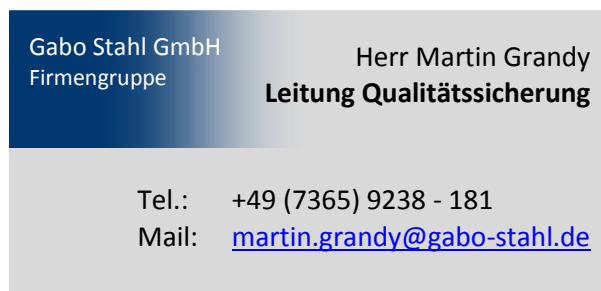 Gabo Stahl GmbH
Firmengruppe
Herr Martin Grandy
Leitung Qualitätssicherung
Tel.: +49 (7365) 9238 - 181
Mail: martin.grandy@gabo-stahl.de